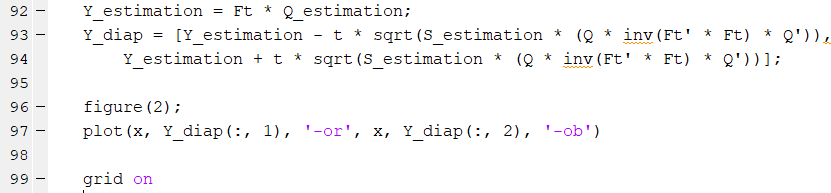 92 – Y_estimation = Ft * Q_estimation;
93 – Y_diap = [Y_estimation - t * sqrt(S_estimation * (Q * inv(Ft' * Ft) * Q')),
94 Y_estimation + t * sqrt(S_estimation * (Q * inv(Ft' * Ft) * Q'))];
95
96 – figure(2);
97 – plot(x, Y_diap(:, 1), '-or', x, Y_diap(:, 2), '-ob')
98
99 – grid on